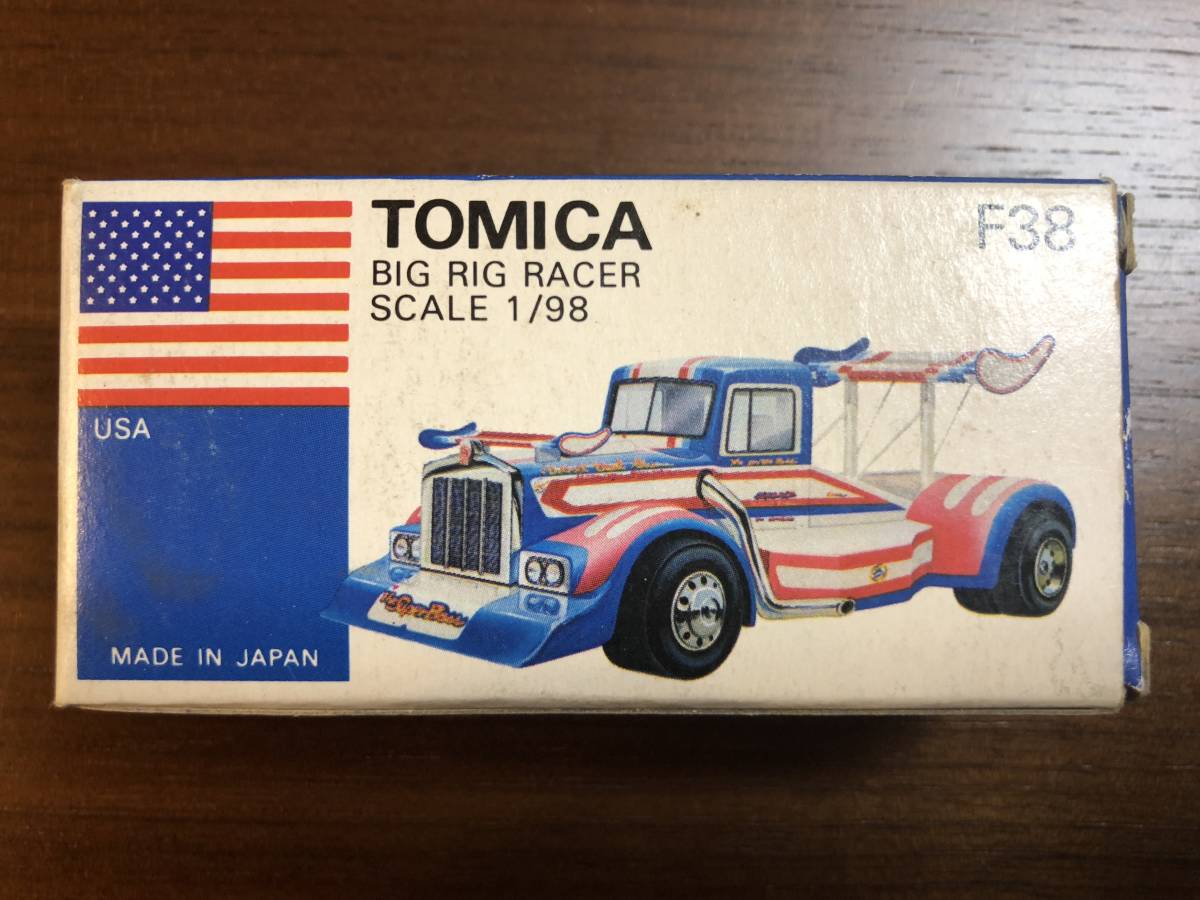 TOMICA
F38
BIG RIG RACER
SCALE 1/98
USA
MADE IN JAPAN